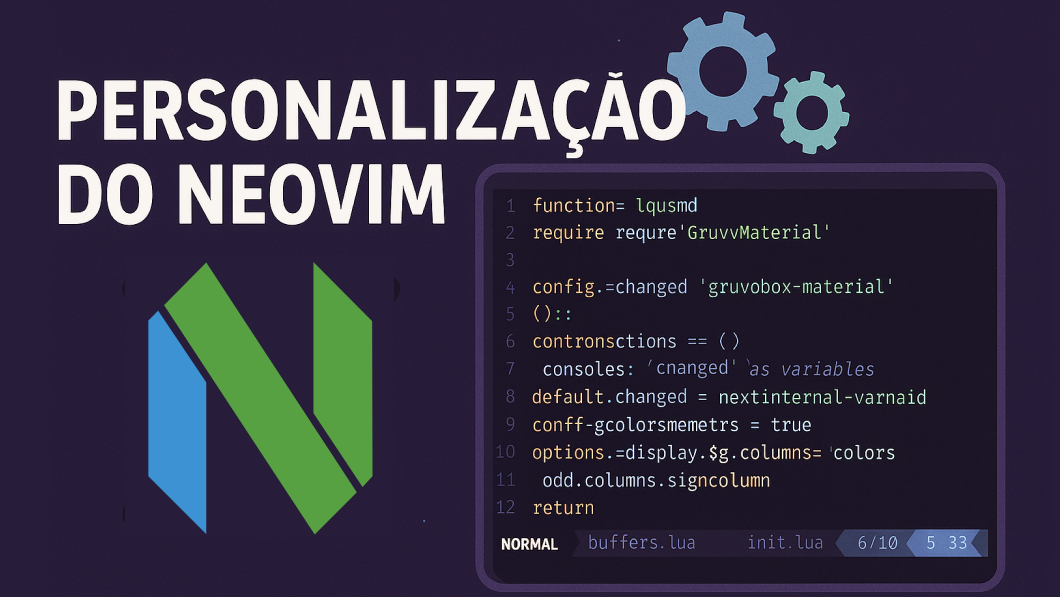 PERSONALIZAÇÃO
DO NEOVIM
1 function= lqusmd
2 require requre'GruvvMaterial'
3
4 config.=changed 'gruvobox-material'
5 ()::
6 contronsctions == ()
7 consoles: ′cnanged' `as variables
8 default.changed = nextinternal-varnaid
9 conff-gcolorsmemetrs = true
10 options.=display.$g.columns= 'colors
11 odd.columns.signcolumn
12 return
NORMAL buffers.lua init.lua 6/10 5 33